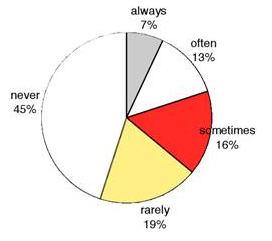 always
7%
often
13%
sometimes
16%
rarely
19%
never
45%